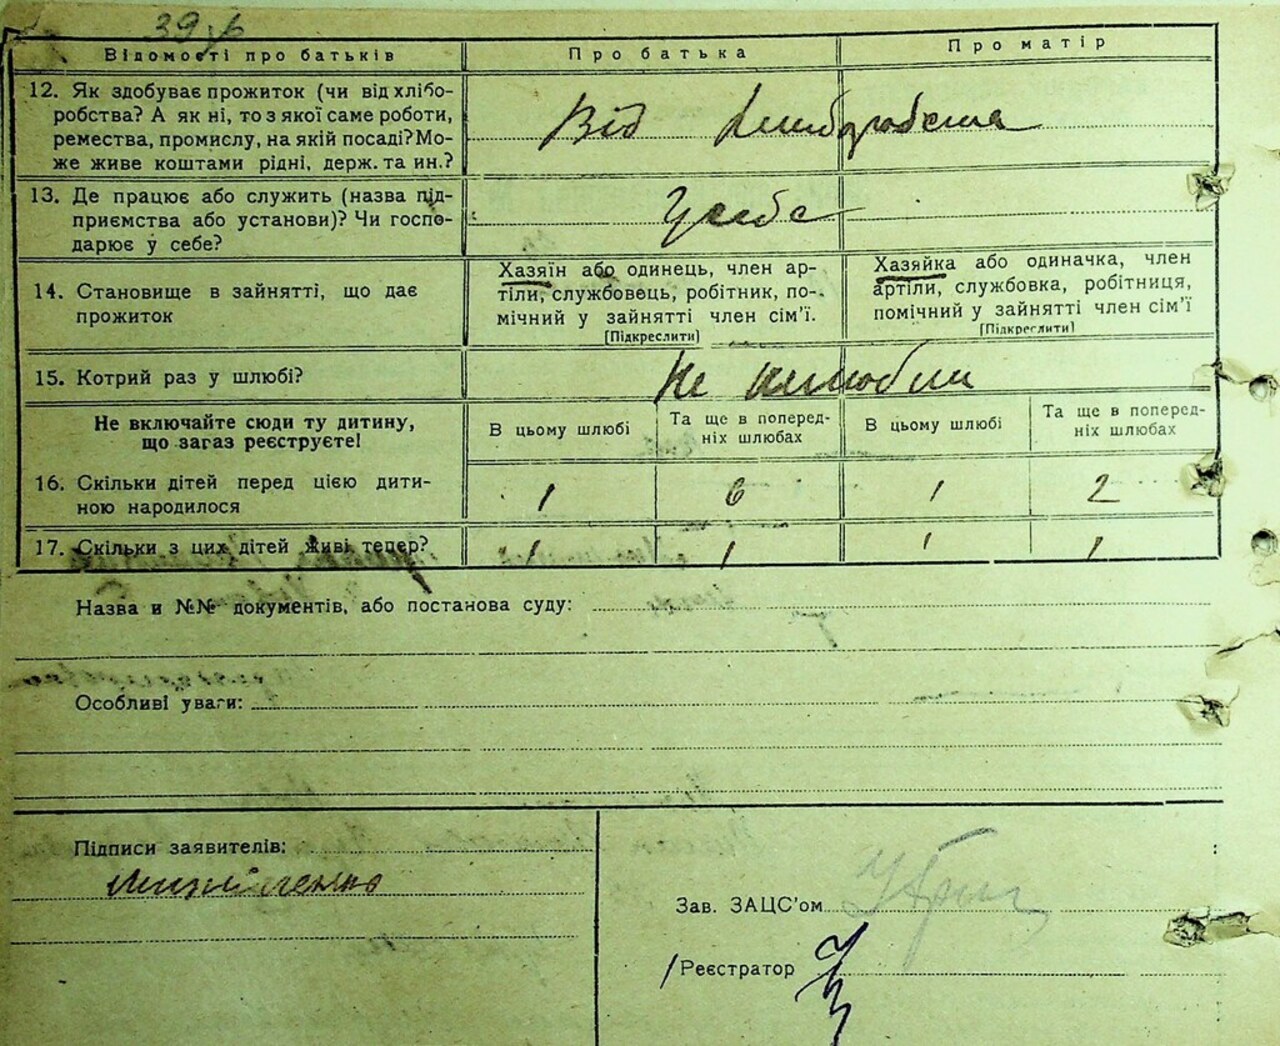 39
Відомості про батьків Про батька Про матір
12. Як здобуває прожиток (чи від хлібо-
робства? А як ні, то з якої саме роботи,
ремества, промислу, на якій посаді? Мо-
же живе коштами рідні, держ. та ин.?
Від хліборобства
13. Де працює або служить (назва під-
приємства або установи)? Чи госпо-
дарює у себе?
У себе
14. Становище в зайнятті, що дає
прожиток
Хазяїн або одинець, член ар-
тіли, службовець, робітник, по-
мічний у зайнятті член сім'ї.
[Підкреслити]
Хазяйка або одиначка, член
артіли, службовка, робітниця,
помічний у зайнятті член сім'ї
[Підкреслити]
15. Котрий раз у шлюбі?
Не
Не включайте сюди ту дитину,
що загаз реєструєте!
В цьому шлюбі
Та ще в поперед-
ніх шлюбах
В цьому шлюбі
Та ще в поперед-
ніх шлюбах
16. Скільки дітей перед цією дити-
ною народилося
1 6 1 2
17. Скільки з цих дітей живі тепер?
1 1 1 1
Назва и №№ документів, або постанова суду:
Особливі уваги:
Підписи заявителів:
Зав. ЗАЦС'ом
Реєстратор